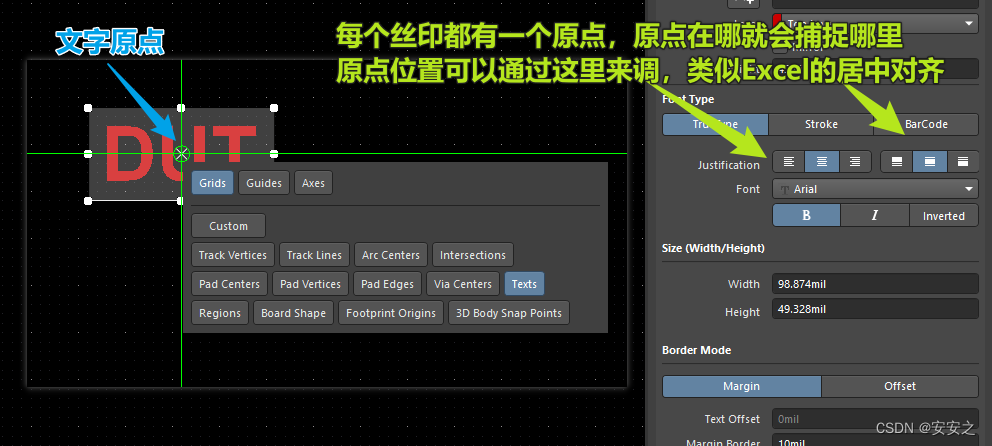 文字原点
每个丝印都有一个原点，原点在哪就会捕捉哪里
原点位置可以通过这里来调，类似Excel的居中对齐
DUT
Grids Guides Axes
Custom
Track Vertices Track Lines Arc Centers Intersections
Pad Centers Pad Vertices Pad Edges Via Centers Texts
Regions Board Shape Footprint Origins 3D Body Snap Points
Font Type
TrueType Stroke BarCode
Justification
Font Arial
B I Inverted
Size (Width/Height)
Width 98.874mil
Height 49.328mil
Border Mode
Margin Offset
Text Offset 0mil
Margin Border 10mil
CSDN @安安之